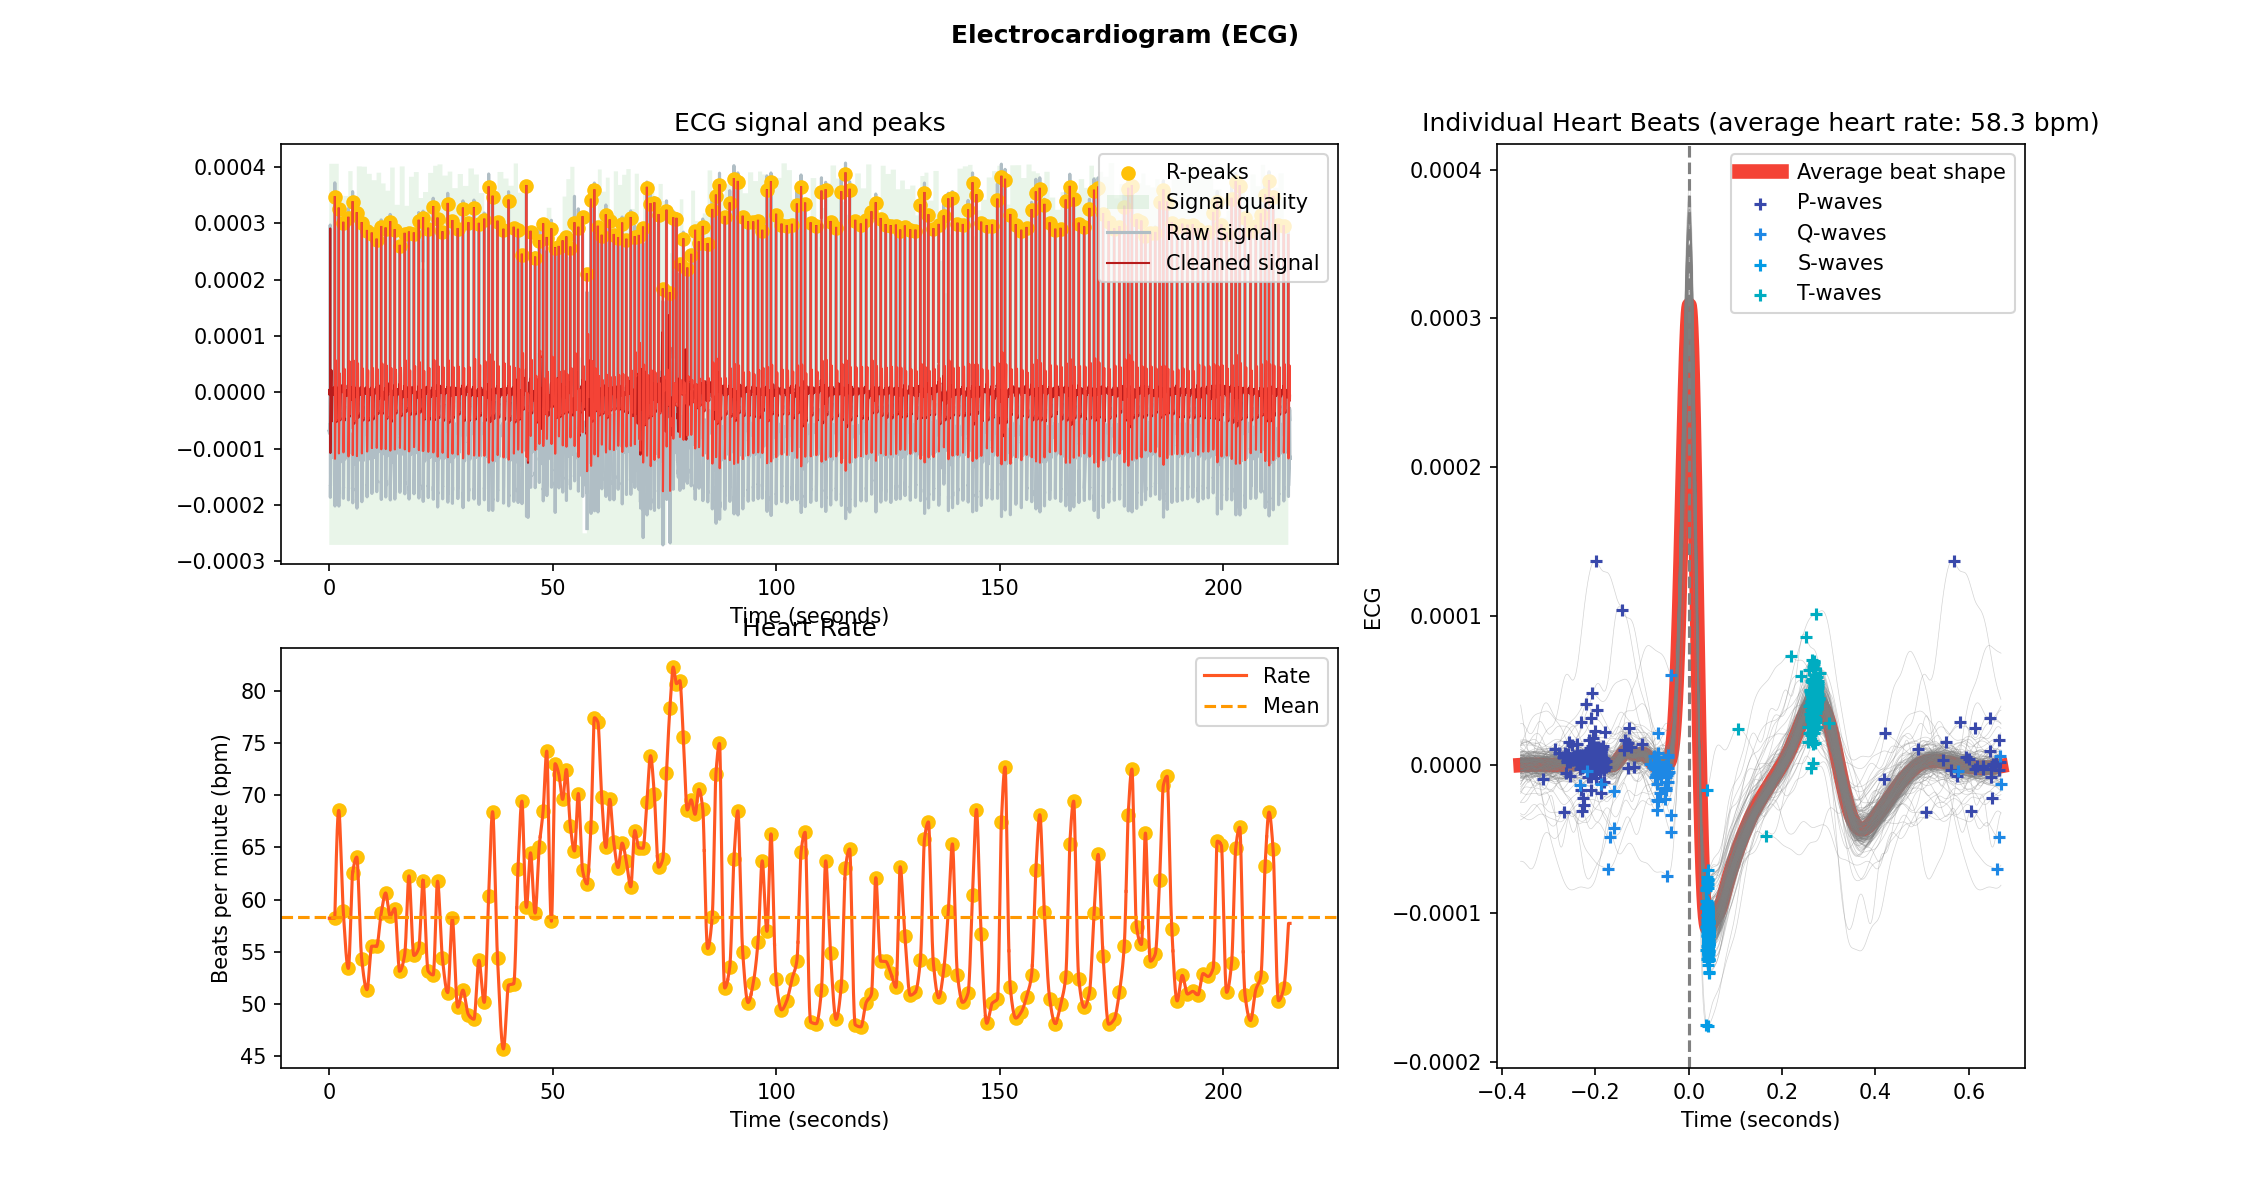 Electrocardiogram (ECG)
ECG signal and peaks
0.0004
0.0003
0.0002
0.0001
0.0000
−0.0001
−0.0002
−0.0003
R-peaks
Signal quality
Raw signal
Cleaned signal
0 50 100 150 200
Time (seconds)
Heart Rate
Beats per minute (bpm)
80
75
70
65
60
55
50
45
Rate
Mean
0 50 100 150 200
Time (seconds)
Individual Heart Beats (average heart rate: 58.3 bpm)
ECG
0.0004
0.0003
0.0002
0.0001
0.0000
−0.0001
−0.0002
Average beat shape
P-waves
Q-waves
S-waves
T-waves
−0.4 −0.2 0.0 0.2 0.4 0.6
Time (seconds)